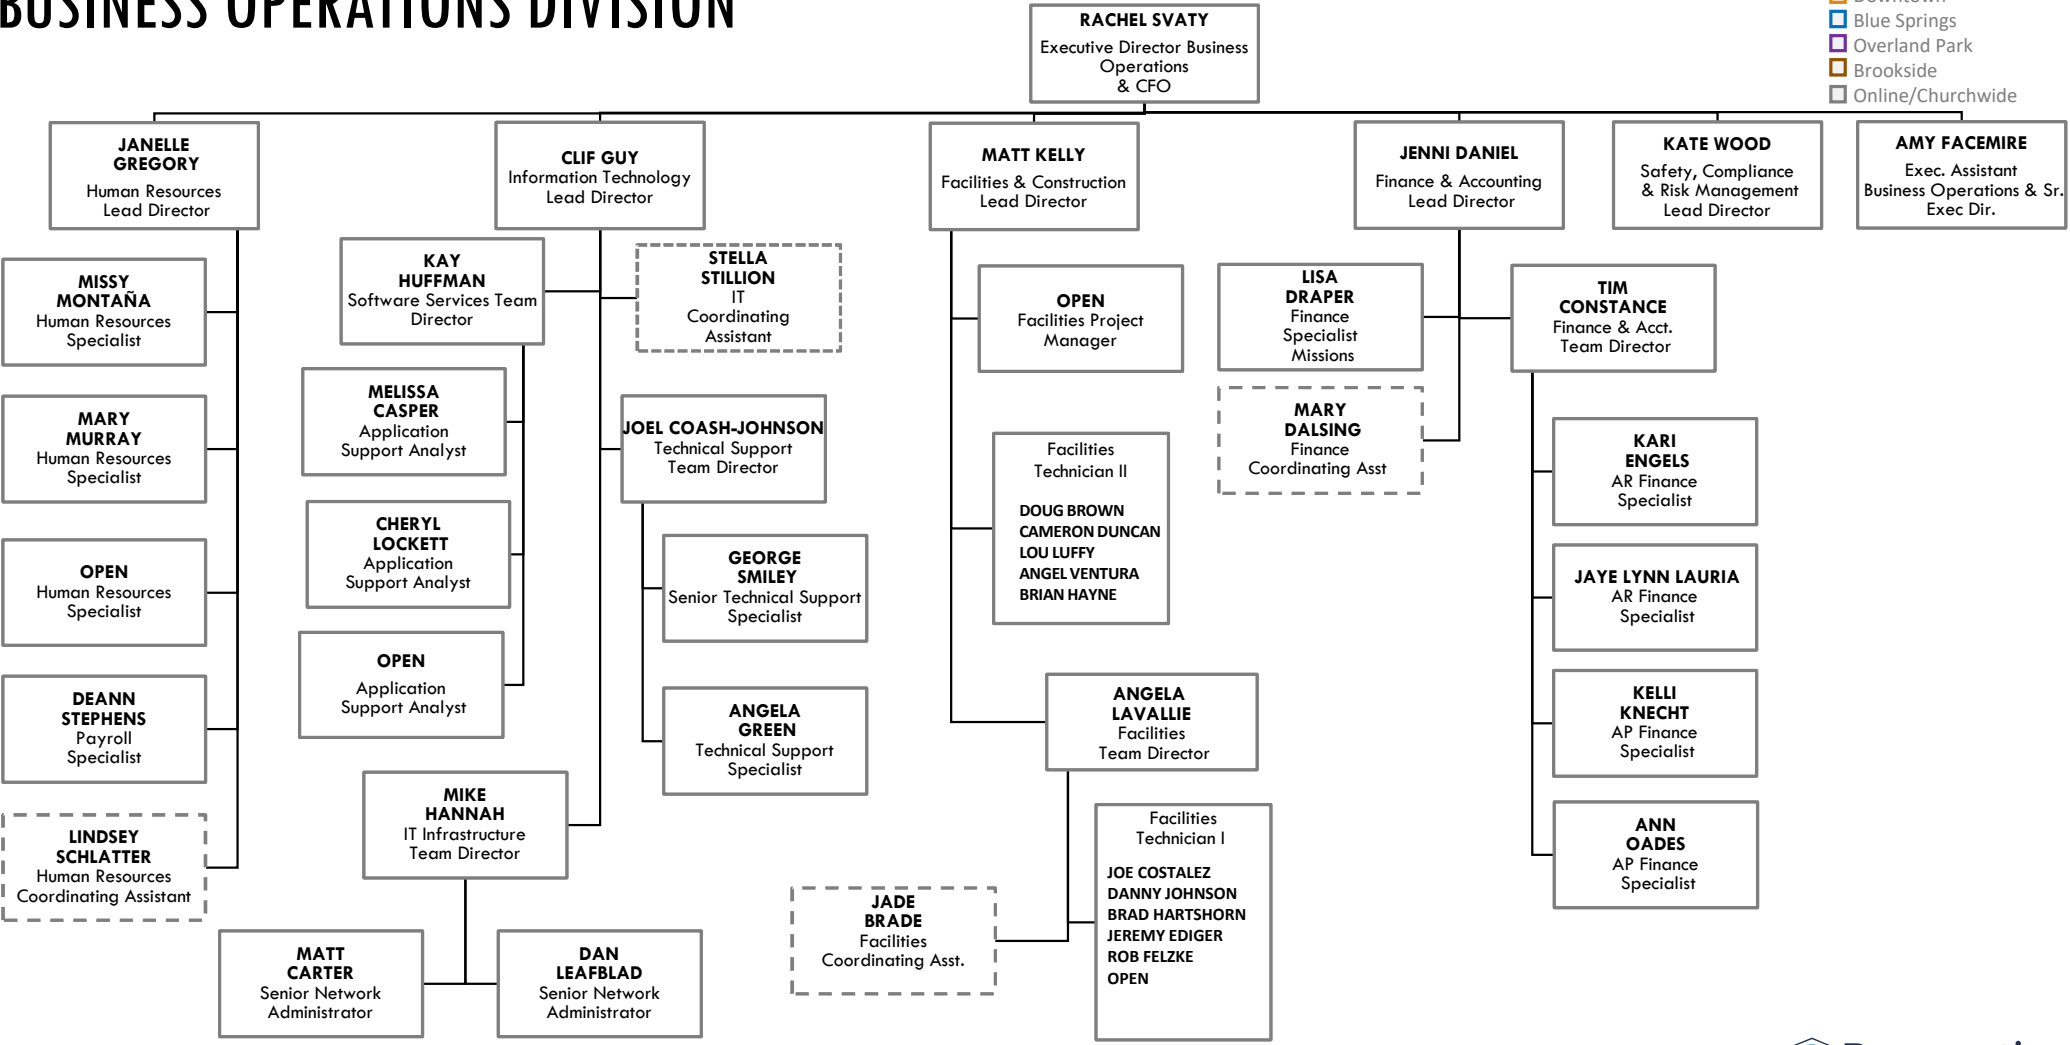 BUSINESS OPERATIONS DIVISION
Downtown
Blue Springs
Overland Park
Brookside
Online/Churchwide
RACHEL SVATY
Executive Director Business
Operations
& CFO
JANELLE
GREGORY
Human Resources
Lead Director
CLIF GUY
Information Technology
Lead Director
MATT KELLY
Facilities & Construction
Lead Director
JENNI DANIEL
Finance & Accounting
Lead Director
KATE WOOD
Safety, Compliance
& Risk Management
Lead Director
AMY FACEMIRE
Exec. Assistant
Business Operations & Sr.
Exec Dir.
MISSY
MONTAÑA
Human Resources
Specialist
MARY
MURRAY
Human Resources
Specialist
OPEN
Human Resources
Specialist
DEANN
STEPHENS
Payroll
Specialist
LINDSEY
SCHLATTER
Human Resources
Coordinating Assistant
KAY
HUFFMAN
Software Services Team
Director
STELLA
STILLION
IT
Coordinating
Assistant
MELISSA
CASPER
Application
Support Analyst
CHERYL
LOCKETT
Application
Support Analyst
OPEN
Application
Support Analyst
JOEL COASH-JOHNSON
Technical Support
Team Director
GEORGE
SMILEY
Senior Technical Support
Specialist
ANGELA
GREEN
Technical Support
Specialist
MIKE
HANNAH
IT Infrastructure
Team Director
MATT
CARTER
Senior Network
Administrator
DAN
LEAFBLAD
Senior Network
Administrator
OPEN
Facilities Project
Manager
Facilities
Technician II
DOUG BROWN
CAMERON DUNCAN
LOU LUFFY
ANGEL VENTURA
BRIAN HAYNE
ANGELA
LAVALLIE
Facilities
Team Director
JADE
BRADE
Facilities
Coordinating Asst.
Facilities
Technician I
JOE COSTALEZ
DANNY JOHNSON
BRAD HARTSHORN
JEREMY EDIGER
ROB FELZKE
OPEN
LISA
DRAPER
Finance
Specialist
Missions
MARY
DALSING
Finance
Coordinating Asst
TIM
CONSTANCE
Finance & Acct.
Team Director
KARI
ENGELS
AR Finance
Specialist
JAYE LYNN LAURIA
AR Finance
Specialist
KELLI
KNECHT
AP Finance
Specialist
ANN
OADES
AP Finance
Specialist